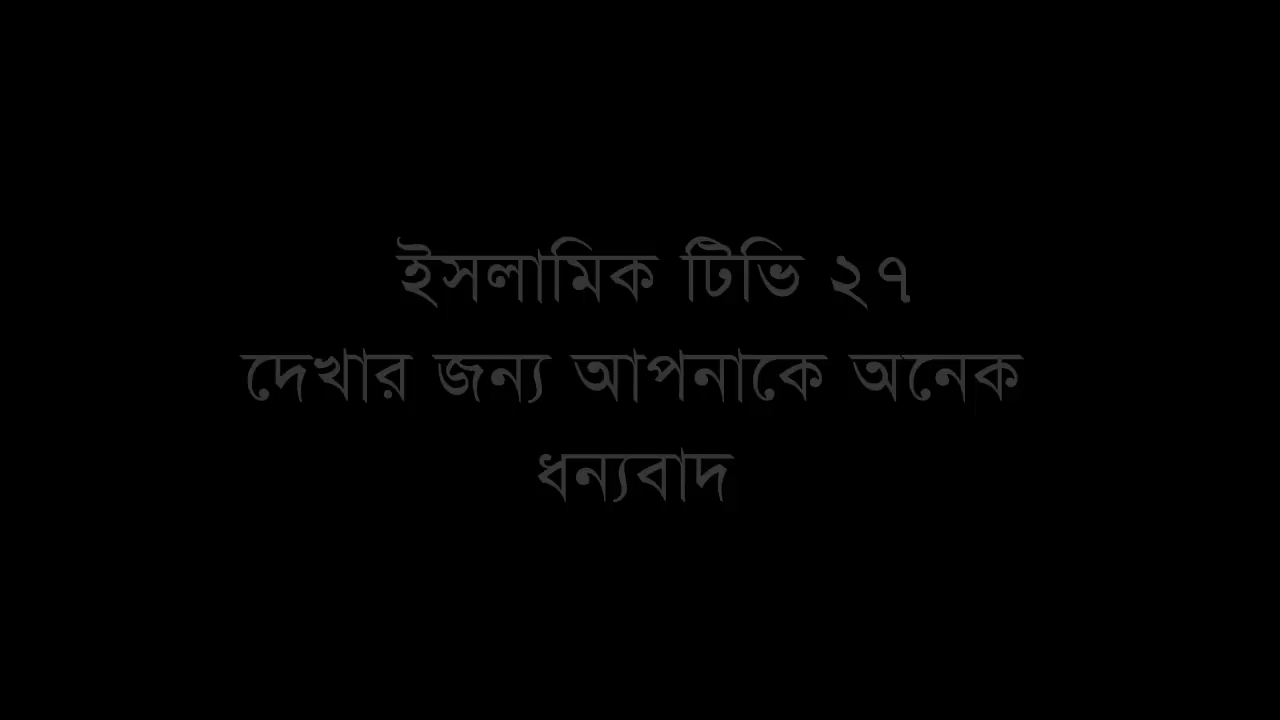 ইসলামিক টিভি ২৭
দেখার জন্য আপনাকে অনেক
ধন্যবাদ